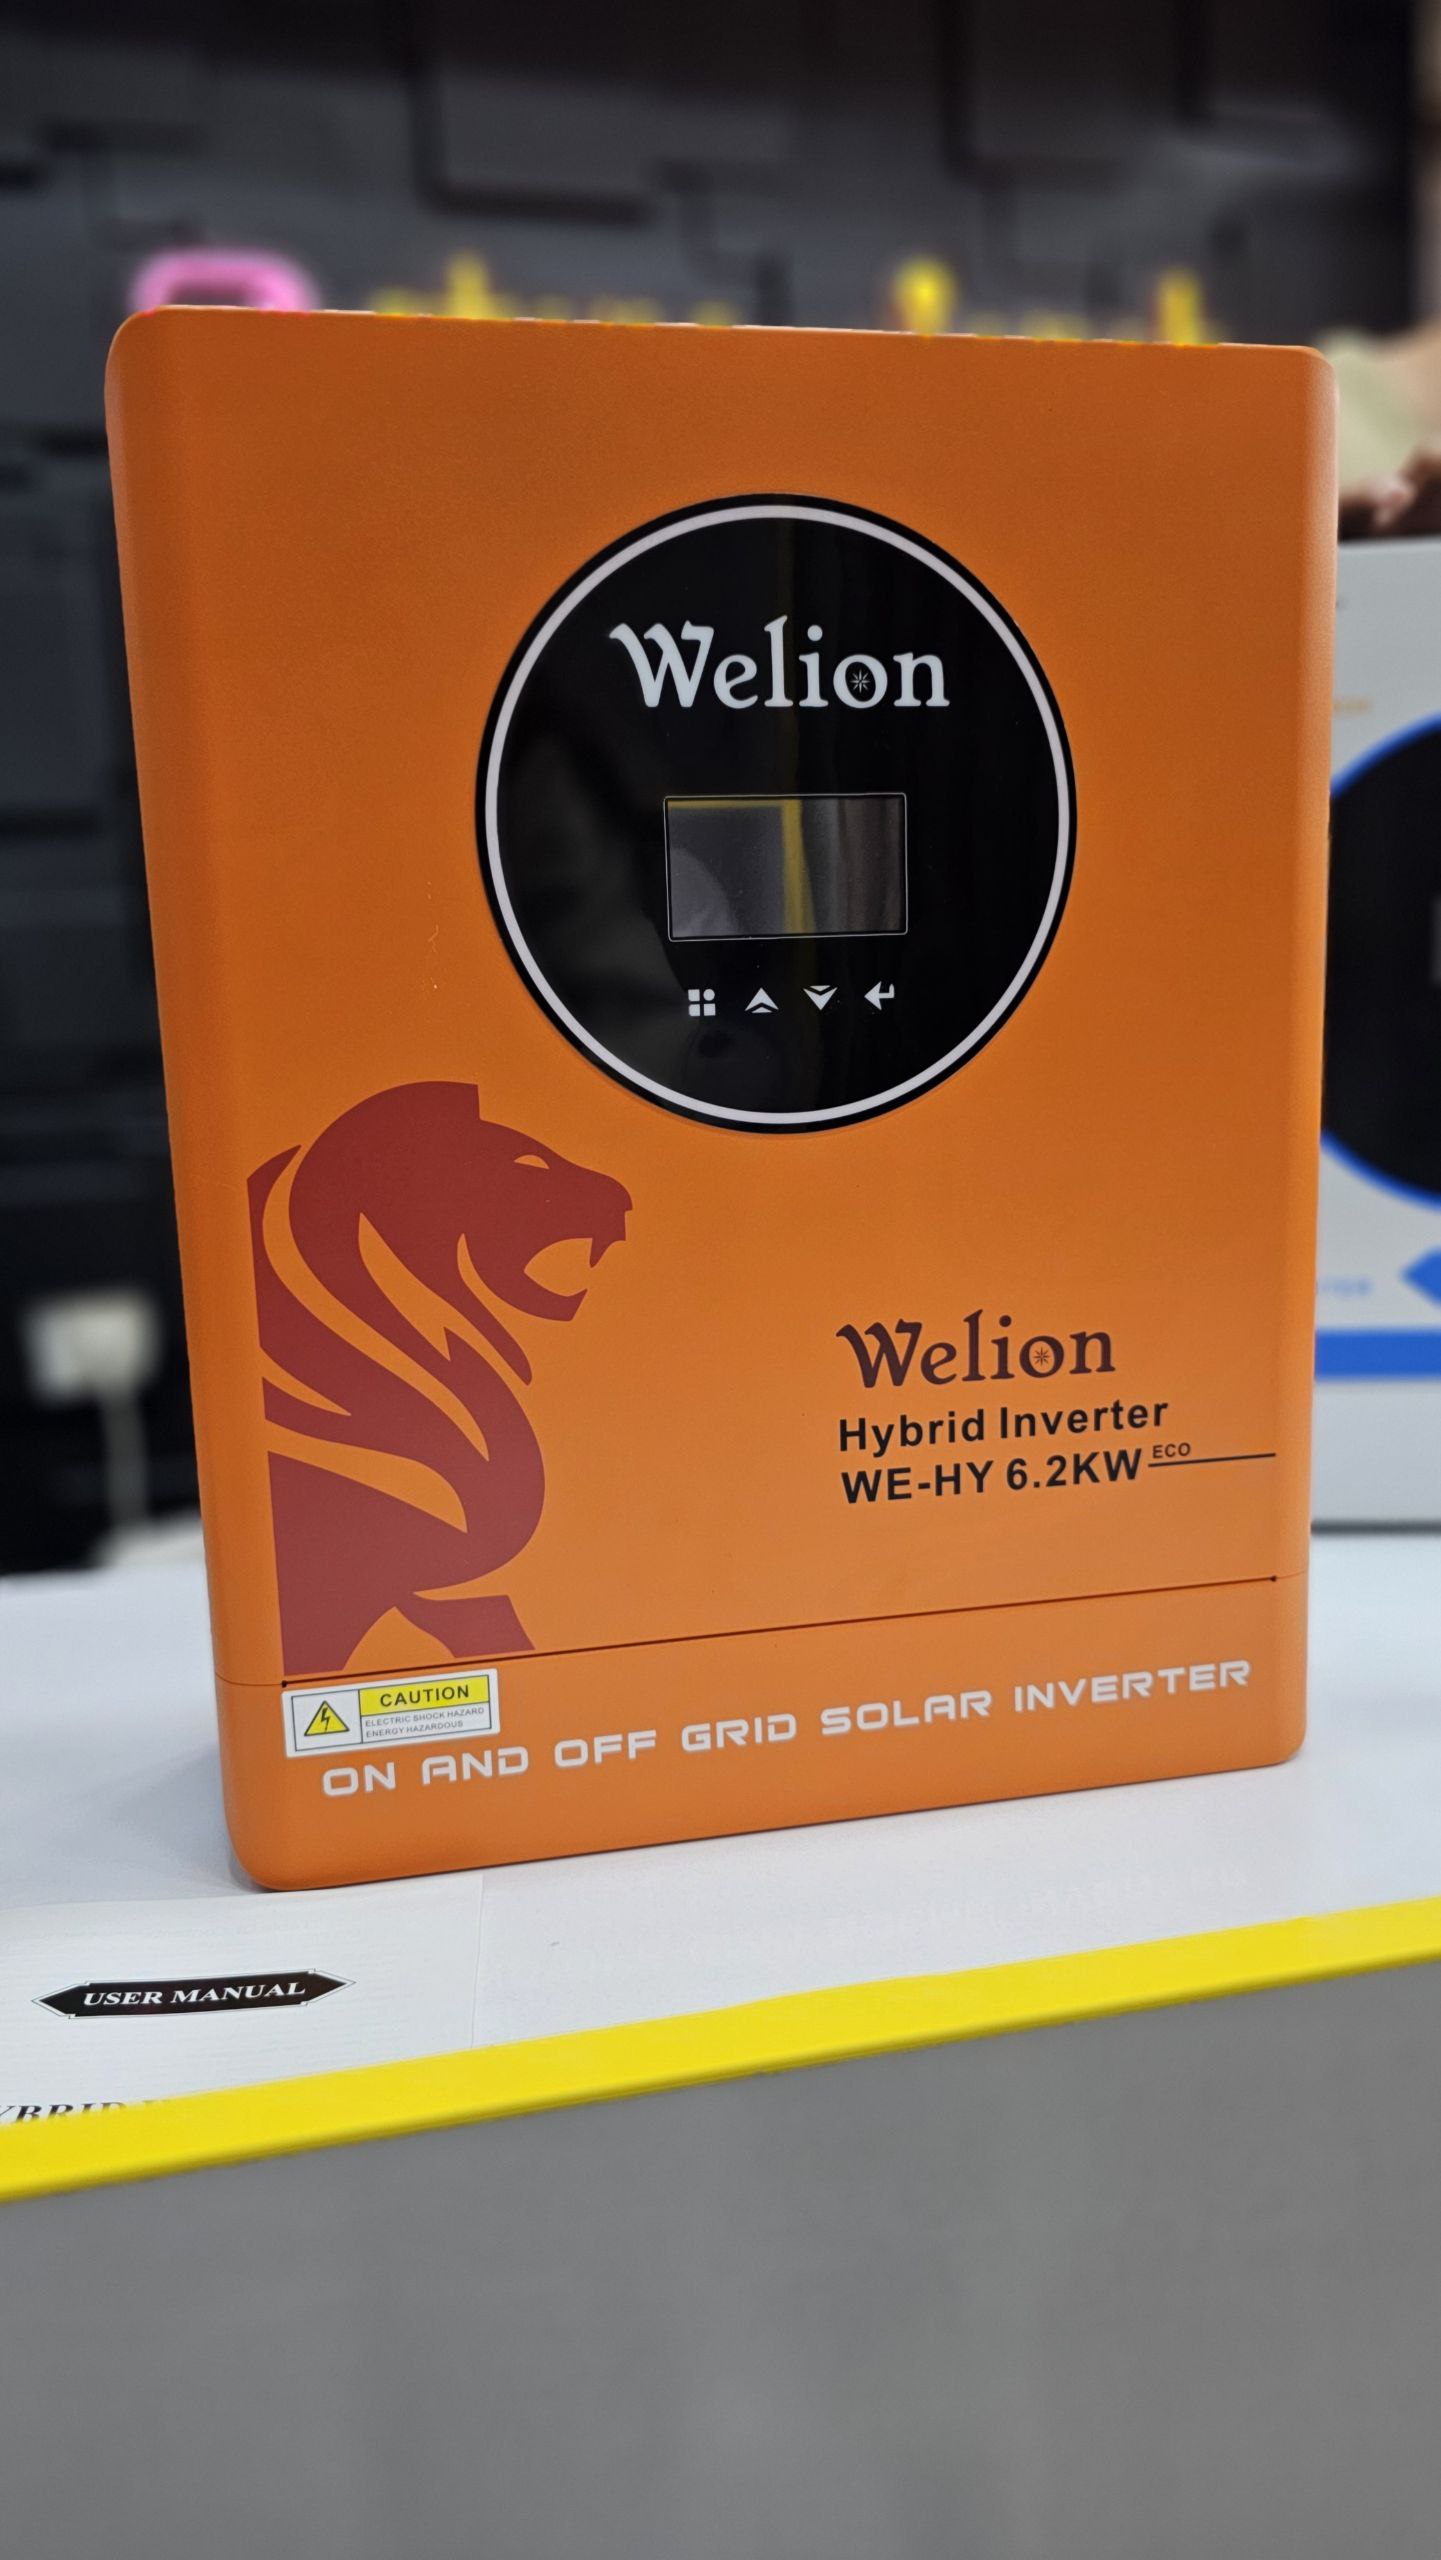 Welion
Welion
Hybrid Inverter
WE-HY 6.2KW ECO
CAUTION
ELECTRIC SHOCK HAZARD
ENERGY HAZARDOUS
ON AND OFF GRID SOLAR INVERTER
USER MANUAL